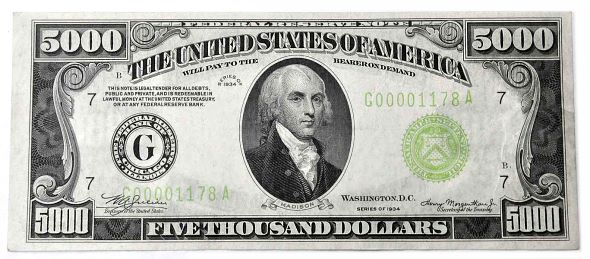 FEDERAL RESERVE NOTE
5000 5000
THE UNITED STATES OF AMERICA
WILL PAY TO THE BEARER ON DEMAND
B
SERIES OF
1934
THIS NOTE IS LEGAL TENDER FOR ALL DEBTS,
PUBLIC AND PRIVATE, AND IS REDEEMABLE IN
LAWFUL MONEY AT THE UNITED STATES TREASURY,
OR AT ANY FEDERAL RESERVE BANK.
7
G00001178A
7
G
B
7
G00001178A
7
WASHINGTON, D.C.
MADISON
SERIES OF 1934
Henry Morgenthau Jr.
Secretary of the Treasury
Treasurer of the United States
5000 5000
FIVE THOUSAND DOLLARS